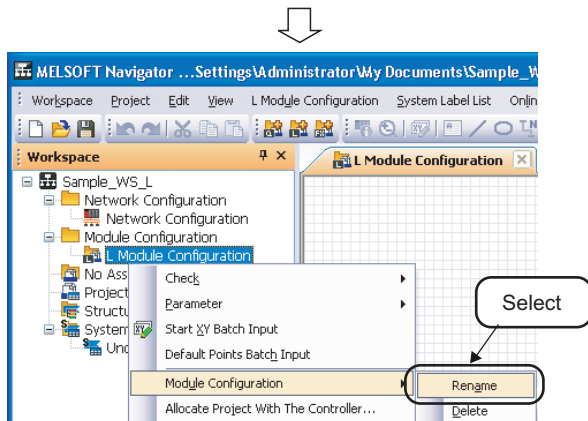 MELSOFT Navigator ...Settings\Administrator\My Documents\Sample_W
Workspace Project Edit View L Module Configuration System Label List Onlin
Workspace
L Module Configuration
Sample_WS_L
Network Configuration
Network Configuration
Module Configuration
L Module Configuration
No Ass
Project
Structu
System
Unc
Check
Parameter
Start XY Batch Input
Default Points Batch Input
Module Configuration
Allocate Project With The Controller...
Select
Rename
Delete